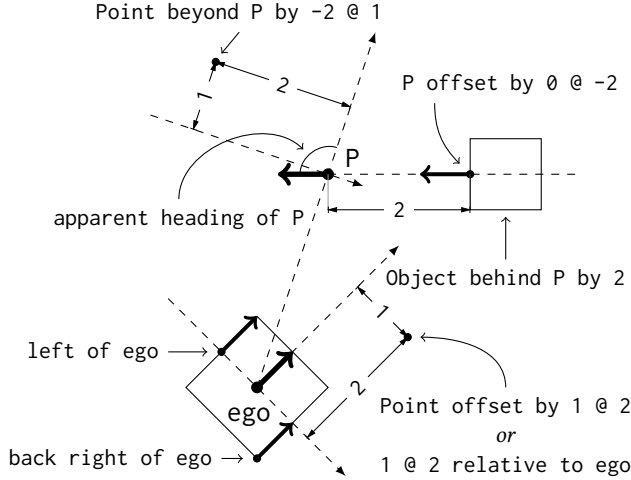 Point beyond P by -2 @ 1
2
1
P offset by 0 @ -2
P
apparent heading of P
2
Object behind P by 2
1
left of ego
2
ego
Point offset by 1 @ 2
or
back right of ego
1 @ 2 relative to ego